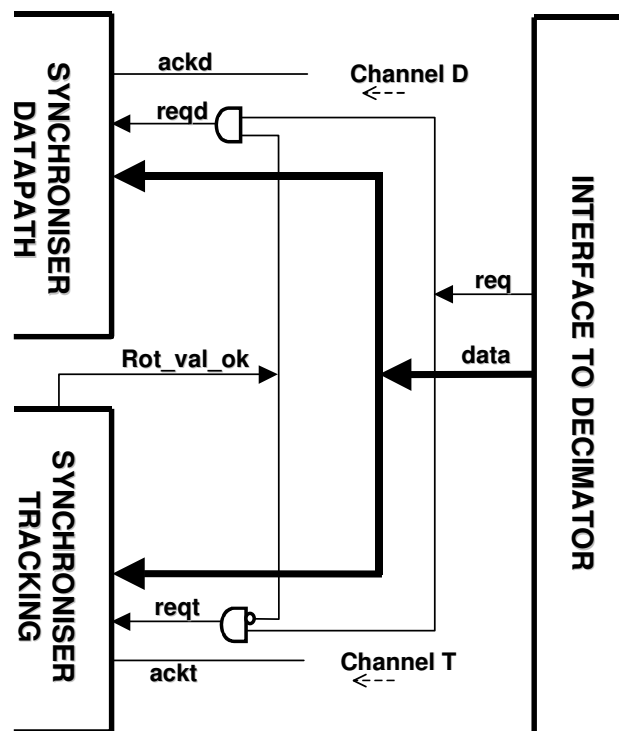 SYNCHRONISER
DATAPATH
ackd
Channel D
reqd
INTERFACE TO DECIMATOR
req
data
Rot_val_ok
SYNCHRONISER
TRACKING
reqt
Channel T
ackt